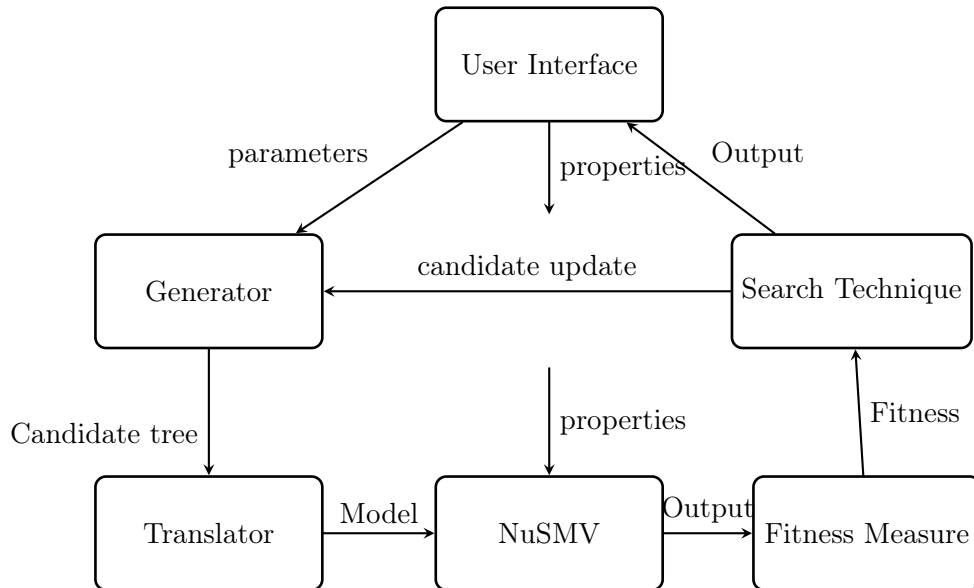 User Interface
parameters
properties
Output
candidate update
Generator
Search Technique
Candidate tree
properties
Fitness
Translator
Model
NuSMV
Output
Fitness Measure